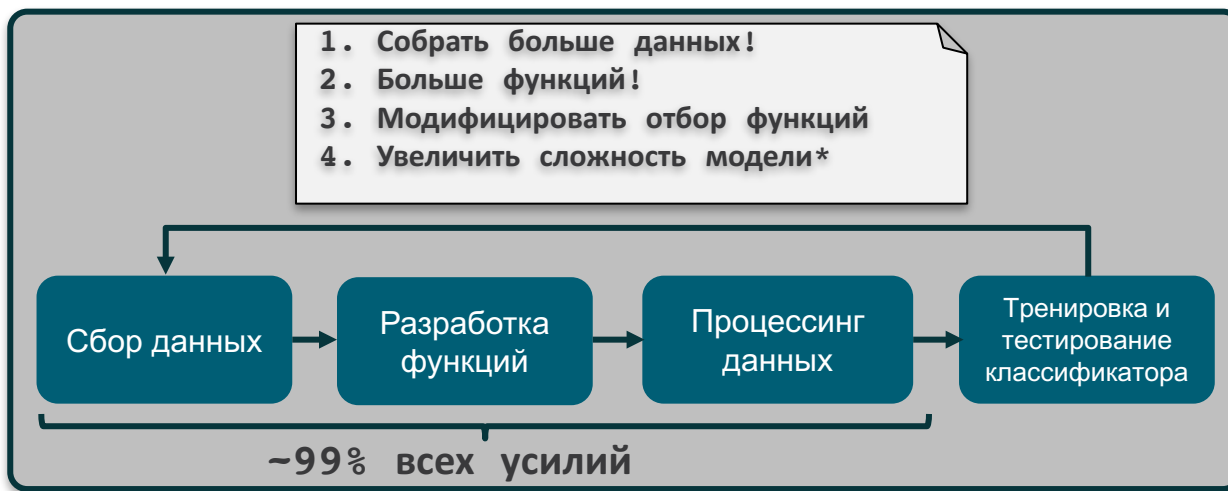 1. Собрать больше данных!
2. Больше функций!
3. Модифицировать отбор функций
4. Увеличить сложность модели*
Сбор данных
Разработка
функций
Процессинг
данных
Тренировка и
тестирование
классификатора
~99% всех усилий